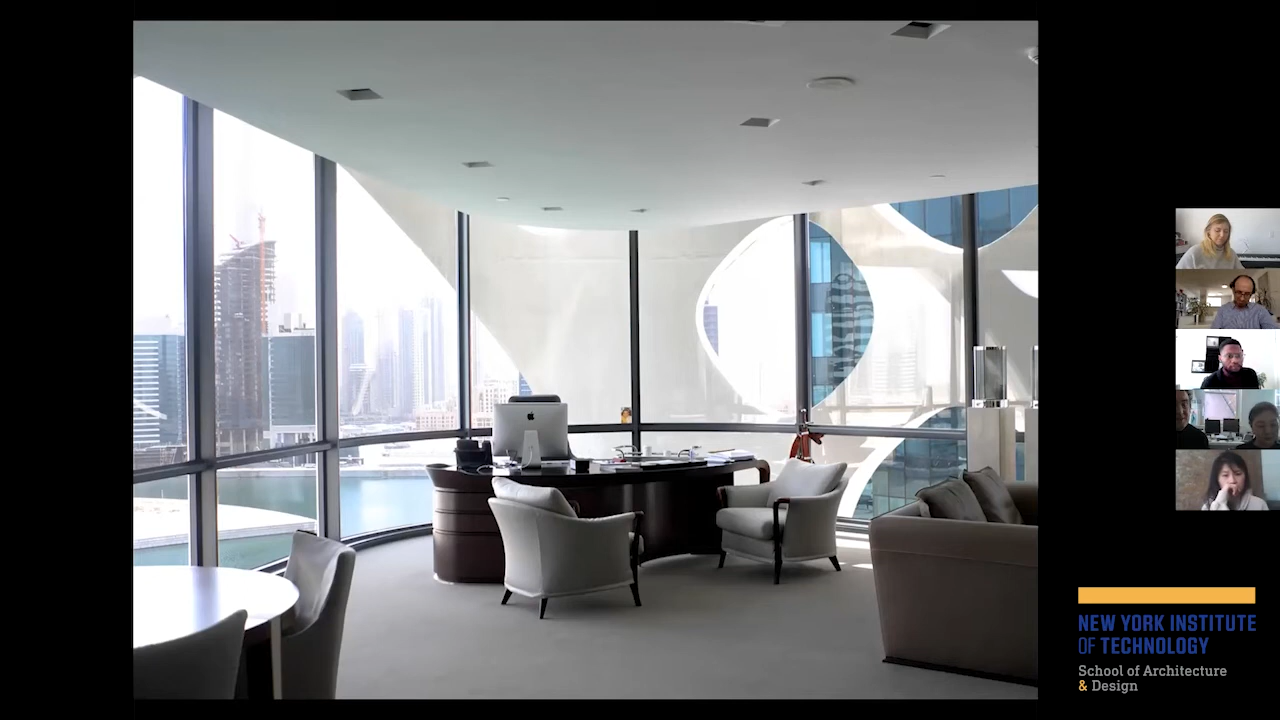 NEW YORK INSTITUTE
OF TECHNOLOGY
School of Architecture
& Design